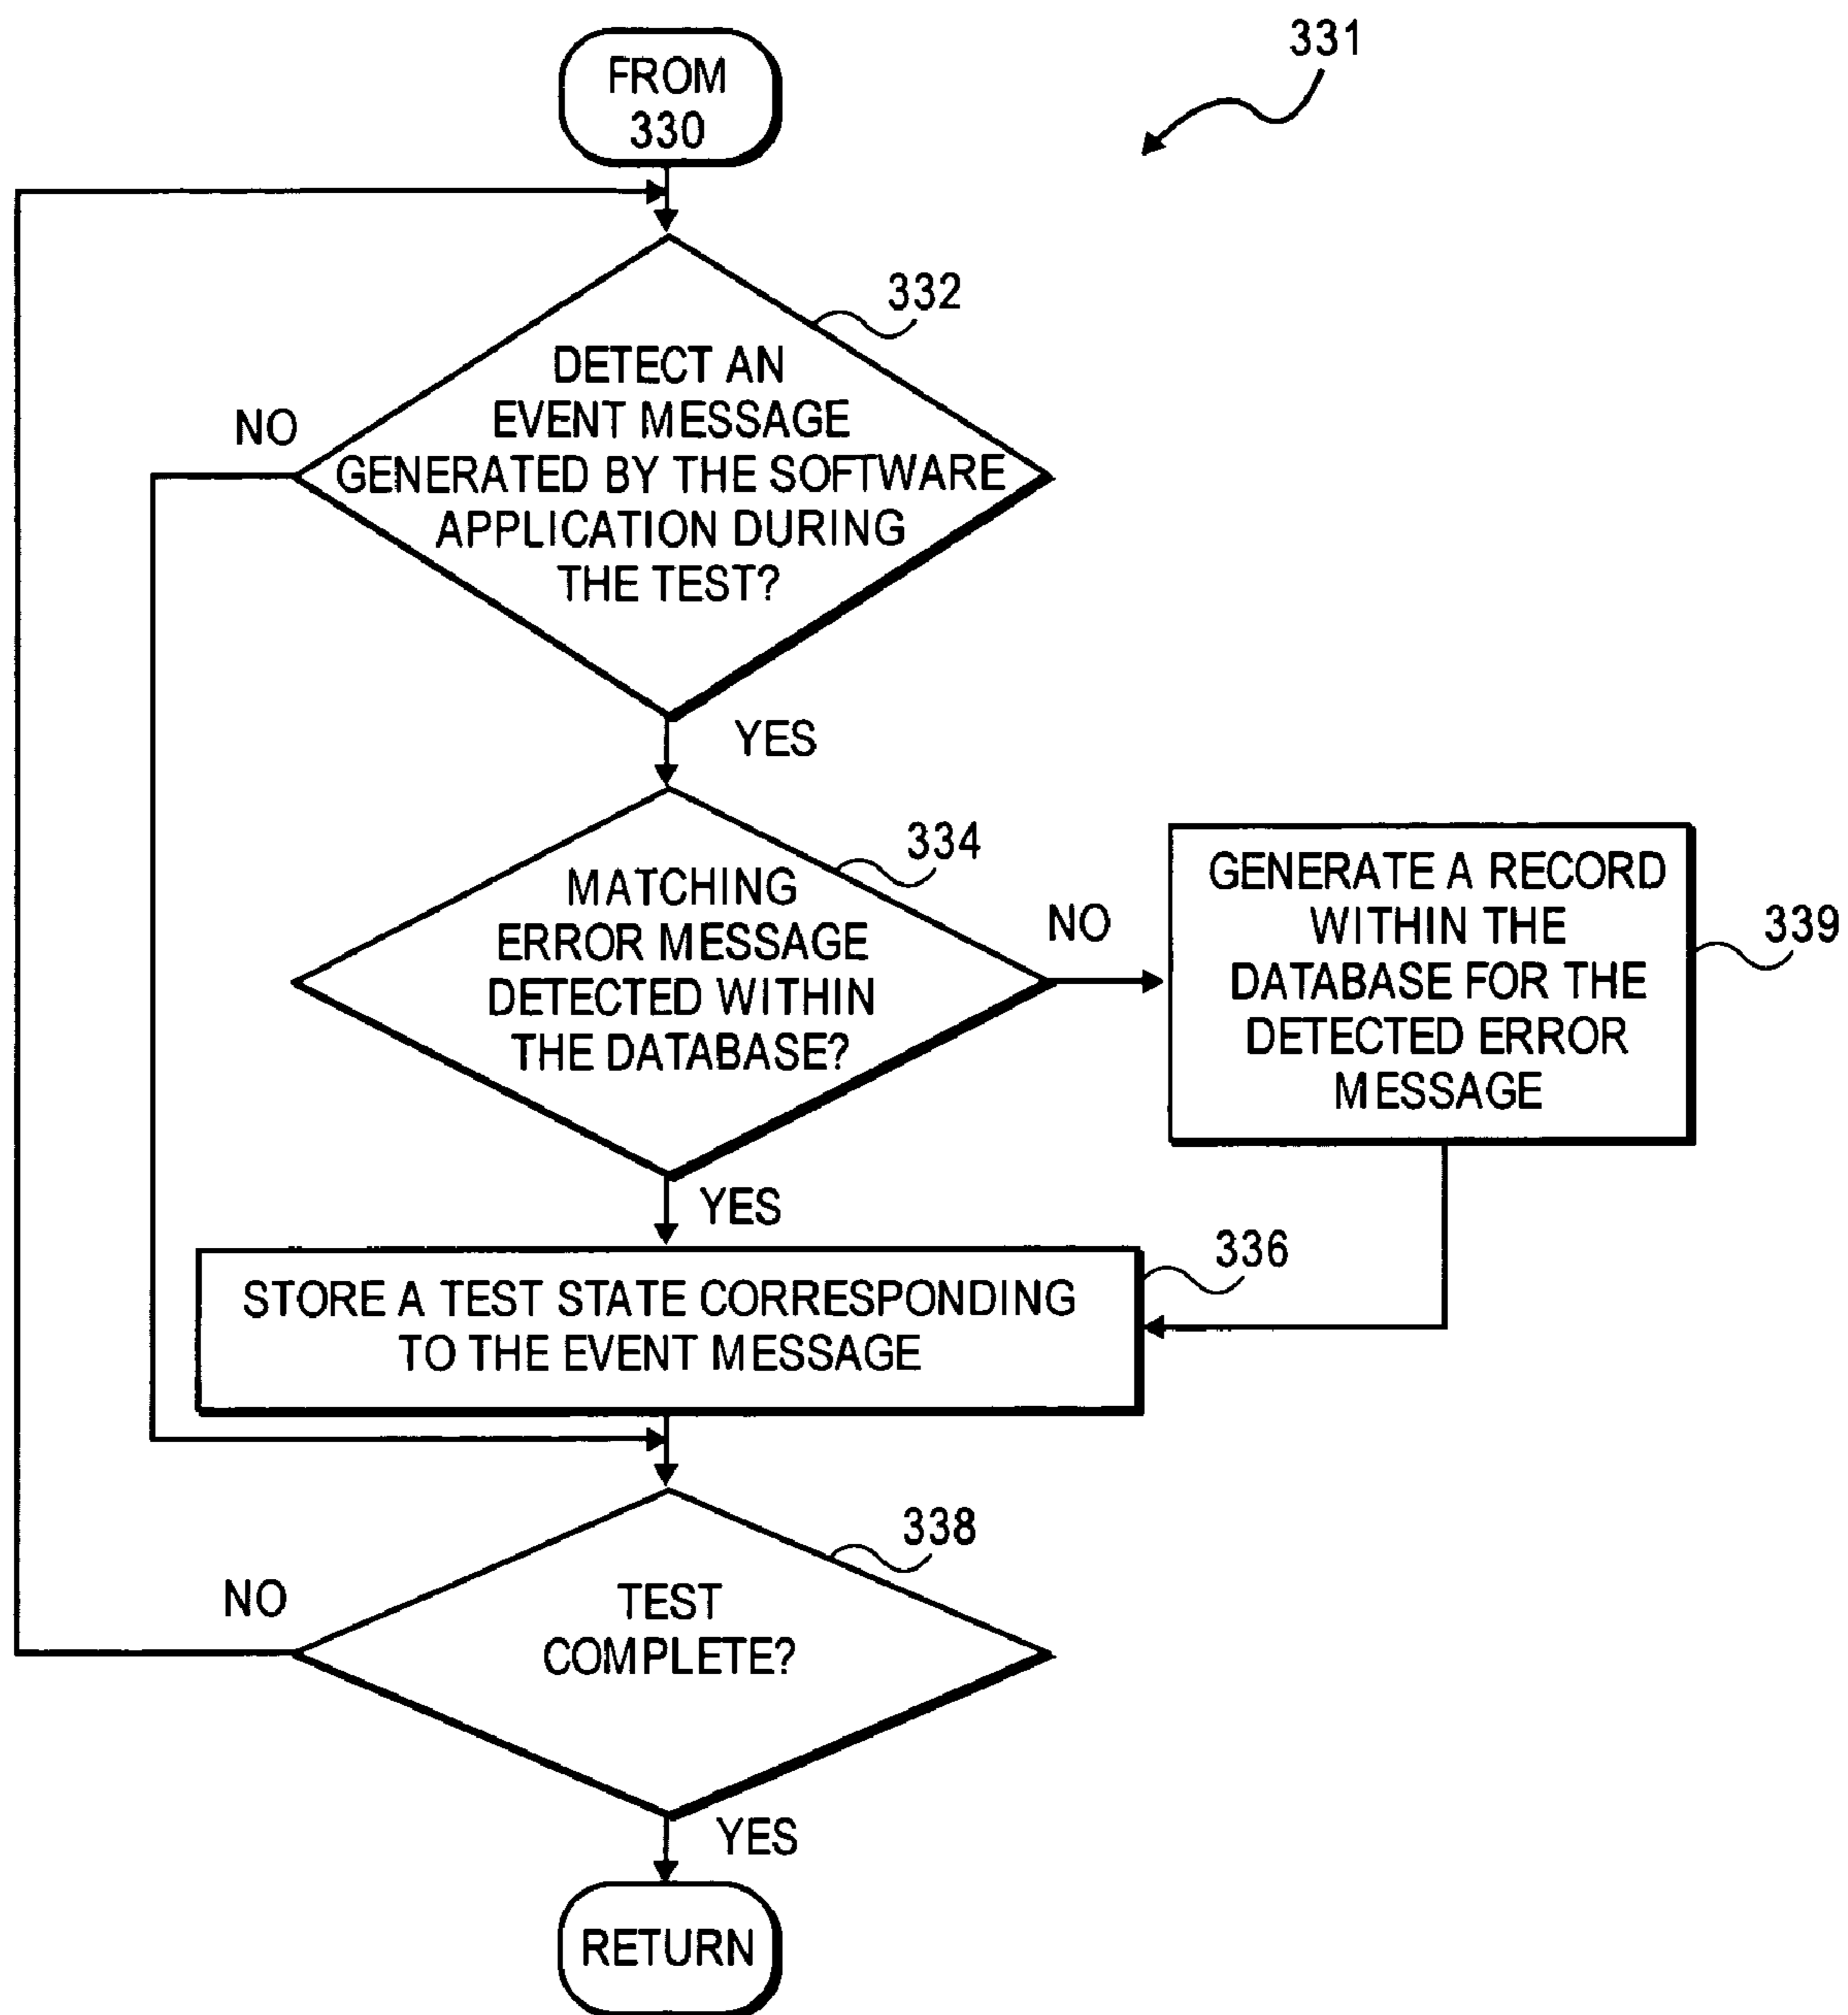 FROM
330
331
332
DETECT AN
EVENT MESSAGE
GENERATED BY THE SOFTWARE
APPLICATION DURING
THE TEST?
NO
YES
334
MATCHING
ERROR MESSAGE
DETECTED WITHIN
THE DATABASE?
NO
GENERATE A RECORD
WITHIN THE
DATABASE FOR THE
DETECTED ERROR
MESSAGE
339
YES
336
STORE A TEST STATE CORRESPONDING
TO THE EVENT MESSAGE
338
TEST
COMPLETE?
NO
YES
RETURN